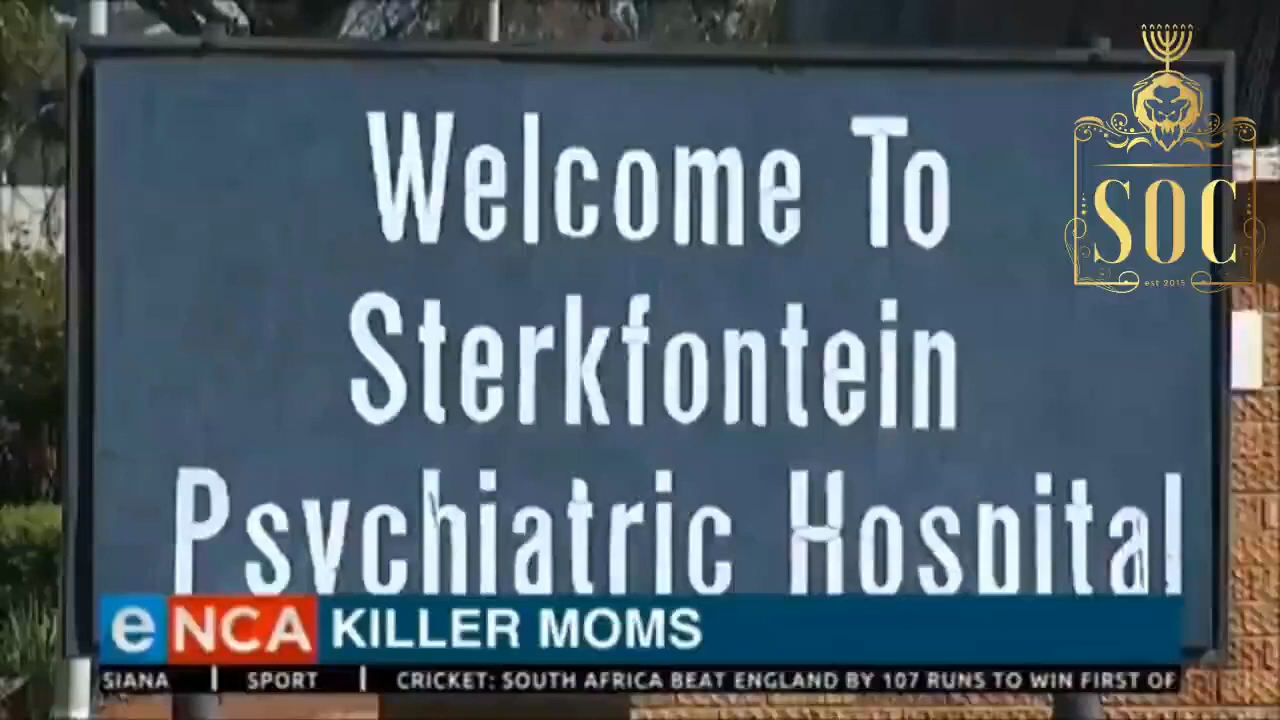 Welcome To
Sterkfontein
Psychiatric Hospital
SOC
est 2015
eNCA KILLER MOMS
SIANA | SPORT | CRICKET: SOUTH AFRICA BEAT ENGLAND BY 107 RUNS TO WIN FIRST OF